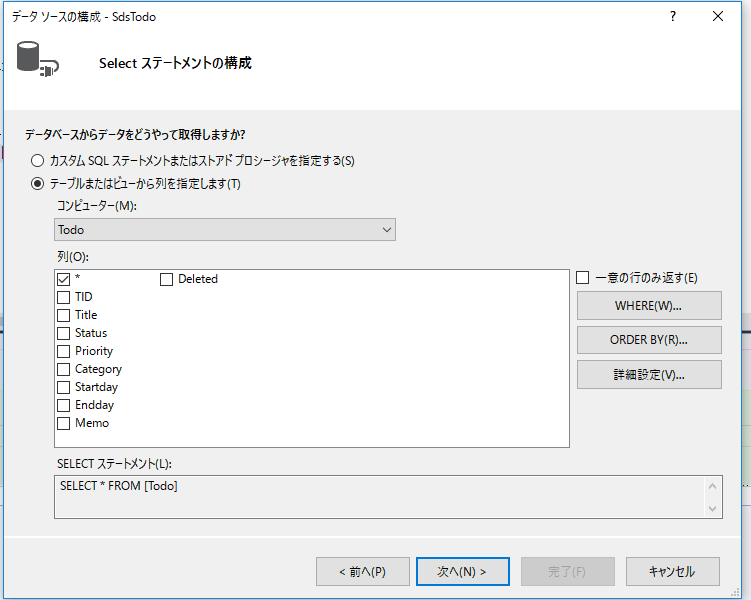 データ ソースの構成 - SdsTodo
?
Select ステートメントの構成
データベースからデータをどうやって取得しますか?
カスタム SQL ステートメントまたはストアド プロシージャを指定する(S)
テーブルまたはビューから列を指定します(T)
コンピューター(M):
Todo
列(O):
*
Deleted
一意の行のみ返す(E)
TID
WHERE(W)...
Title
Status
ORDER BY(R)...
Priority
Category
詳細設定(V)...
Startday
Endday
Memo
SELECT ステートメント(L):
SELECT * FROM [Todo]
< 前へ(P)
次へ(N) >
完了(F)
キャンセル